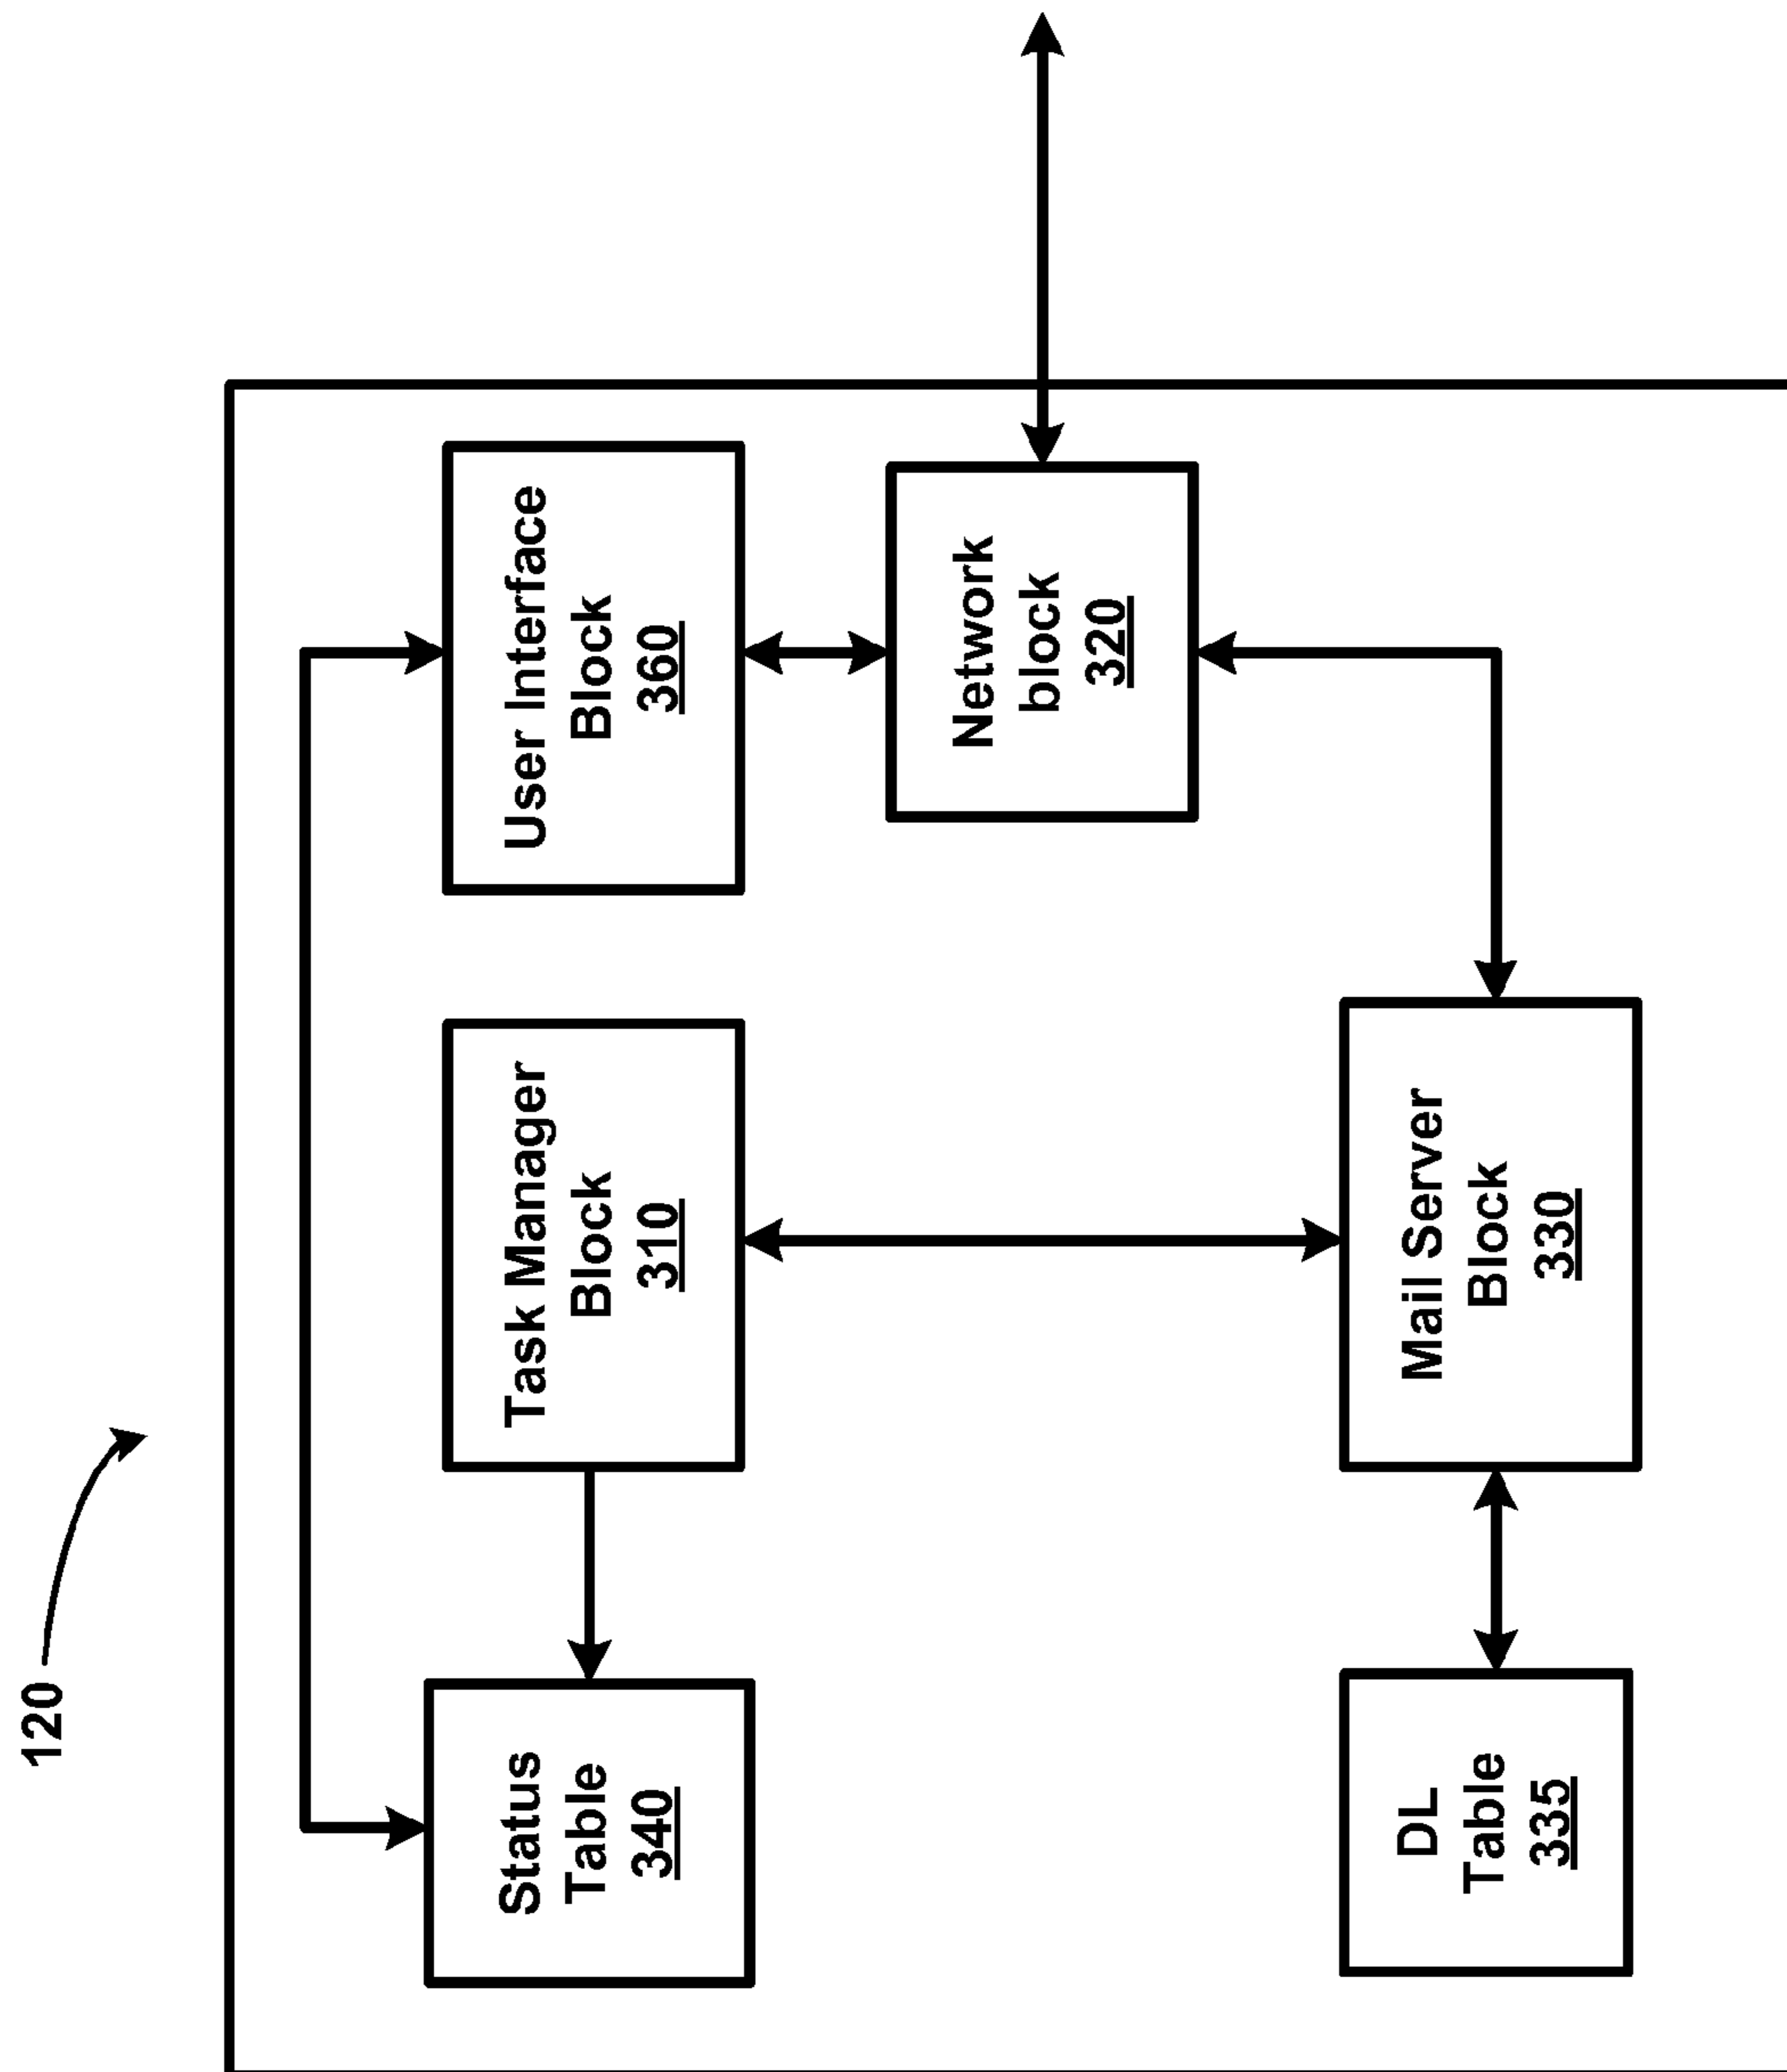 120
Status
Table
340
Task Manager
Block
310
User Interface
Block
360
Network
block
320
DL
Table
335
Mail Server
Block
330